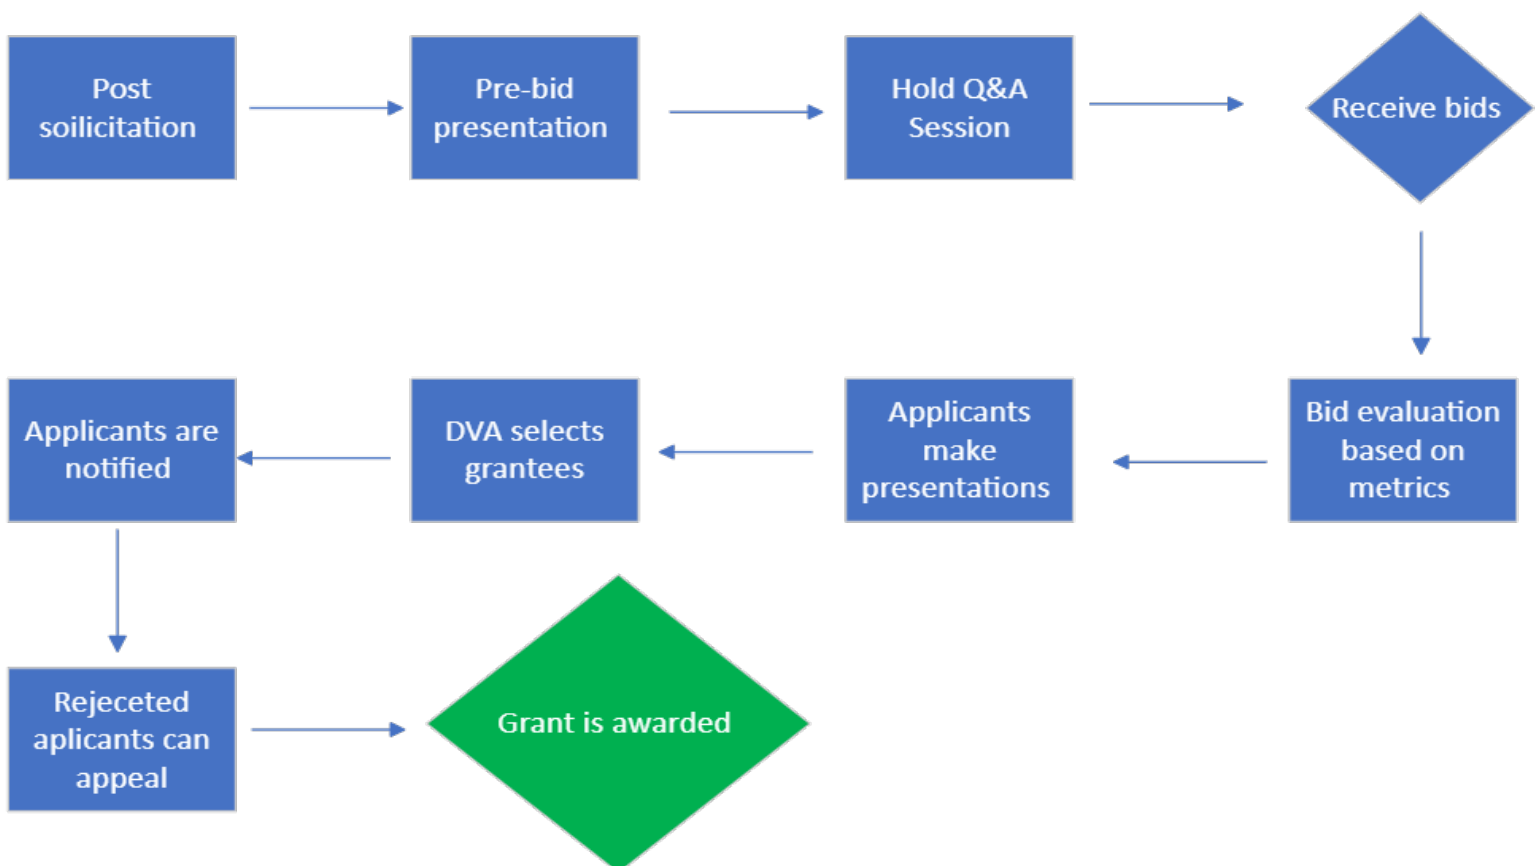 Post
soilicitation
Pre-bid
presentation
Hold Q&A
Session
Receive bids
Bid evaluation
based on
metrics
Applicants
make
presentations
DVA selects
grantees
Applicants are
notified
Rejeceted
aplicants can
appeal
Grant is awarded